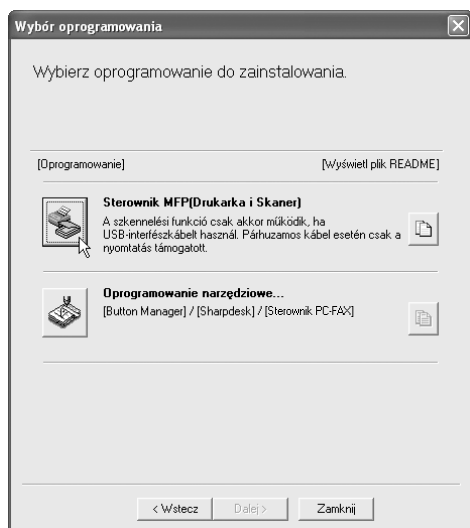 Wybór oprogramowania
Wybierz oprogramowanie do zainstalowania.
[Oprogramowanie] [Wyświetl plik README]
Sterownik MFP(Drukarka i Skaner)
A szkennelési funkció csak akkor működik, ha
USB-interfészkábelt használ. Párhuzamos kábel esetén csak a
nyomtatás támogatott.
Oprogramowanie narzędziowe...
[Button Manager] / [Sharpdesk] / [Sterownik PC-FAX]
< Wstecz Dalej > Zamknij